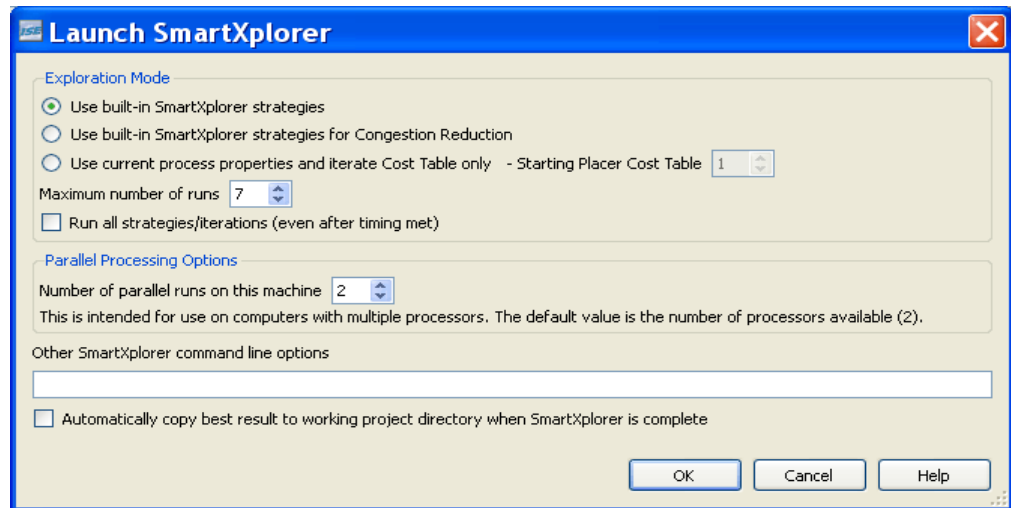 ISE Launch SmartXplorer
Exploration Mode
Use built-in SmartXplorer strategies
Use built-in SmartXplorer strategies for Congestion Reduction
Use current process properties and iterate Cost Table only - Starting Placer Cost Table 1
Maximum number of runs 7
Run all strategies/iterations (even after timing met)
Parallel Processing Options
Number of parallel runs on this machine 2
This is intended for use on computers with multiple processors. The default value is the number of processors available (2).
Other SmartXplorer command line options
Automatically copy best result to working project directory when SmartXplorer is complete
OK Cancel Help